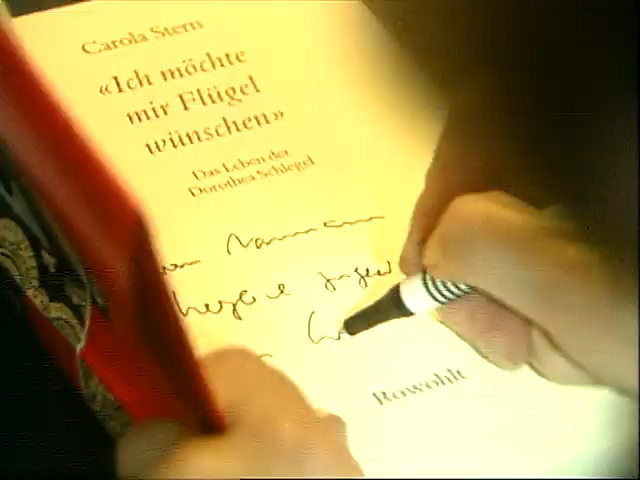 Carola Stern
«Ich möchte
mir Flügel
wünschen»
Das Leben der
Dorothea Schlegel
Rowohlt